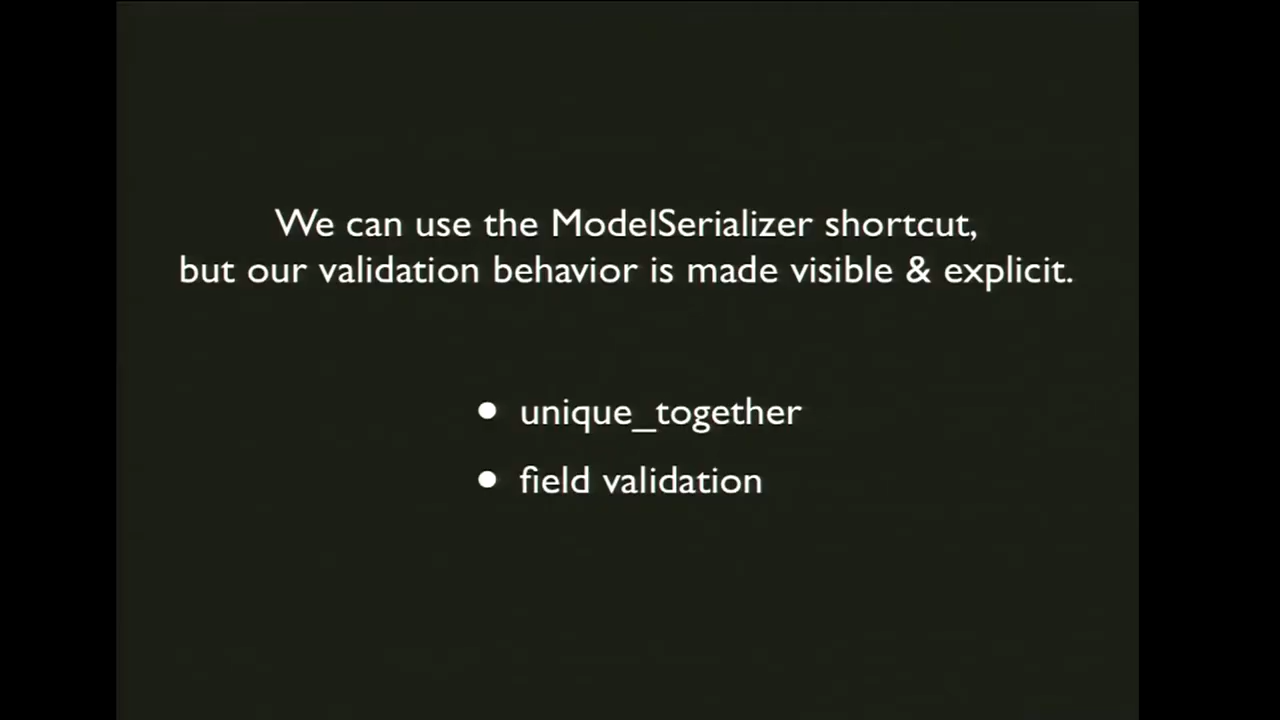 We can use the ModelSerializer shortcut,
but our validation behavior is made visible & explicit.
• unique_together
• field validation